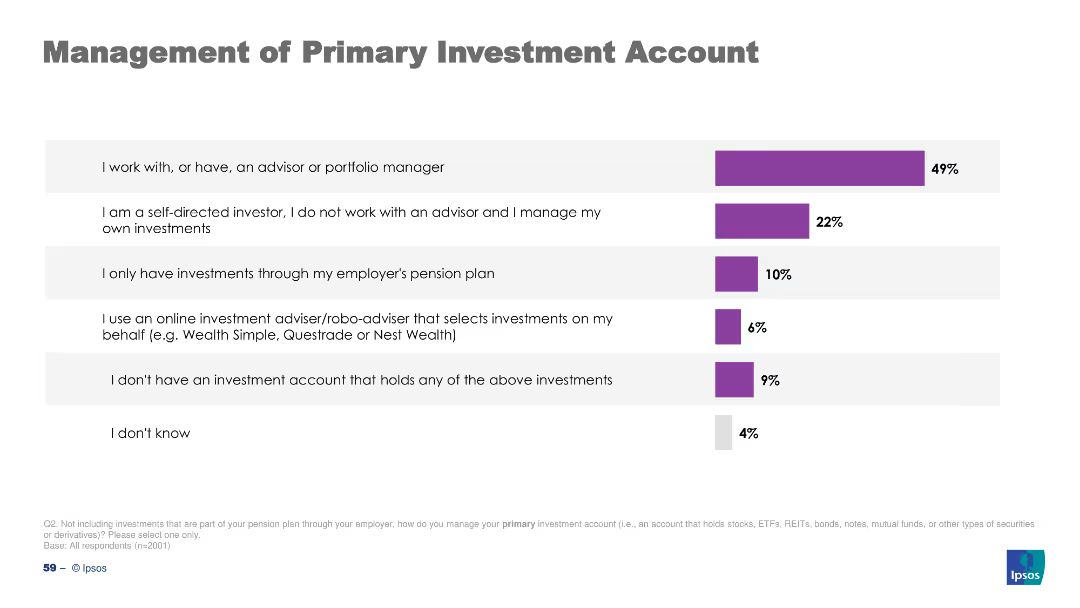 Management of Primary Investment Account
I work with, or have, an advisor or portfolio manager
49%
I am a self-directed investor, I do not work with an advisor and I manage my
own investments
22%
I only have investments through my employer's pension plan
10%
I use an online investment adviser/robo-adviser that selects investments on my
behalf (e.g. Wealth Simple, Questrade or Nest Wealth)
6%
I don't have an investment account that holds any of the above investments
9%
I don't know
4%
Q2. Not including investments that are part of your pension plan through your employer, how do you manage your primary investment account (i.e., an account that holds stocks, ETFs, REITs, bonds, notes, mutual funds, or other types of securities
or derivatives)? Please select one only.
Base: All respondents (n=2001)
59 – © Ipsos
Ipsos